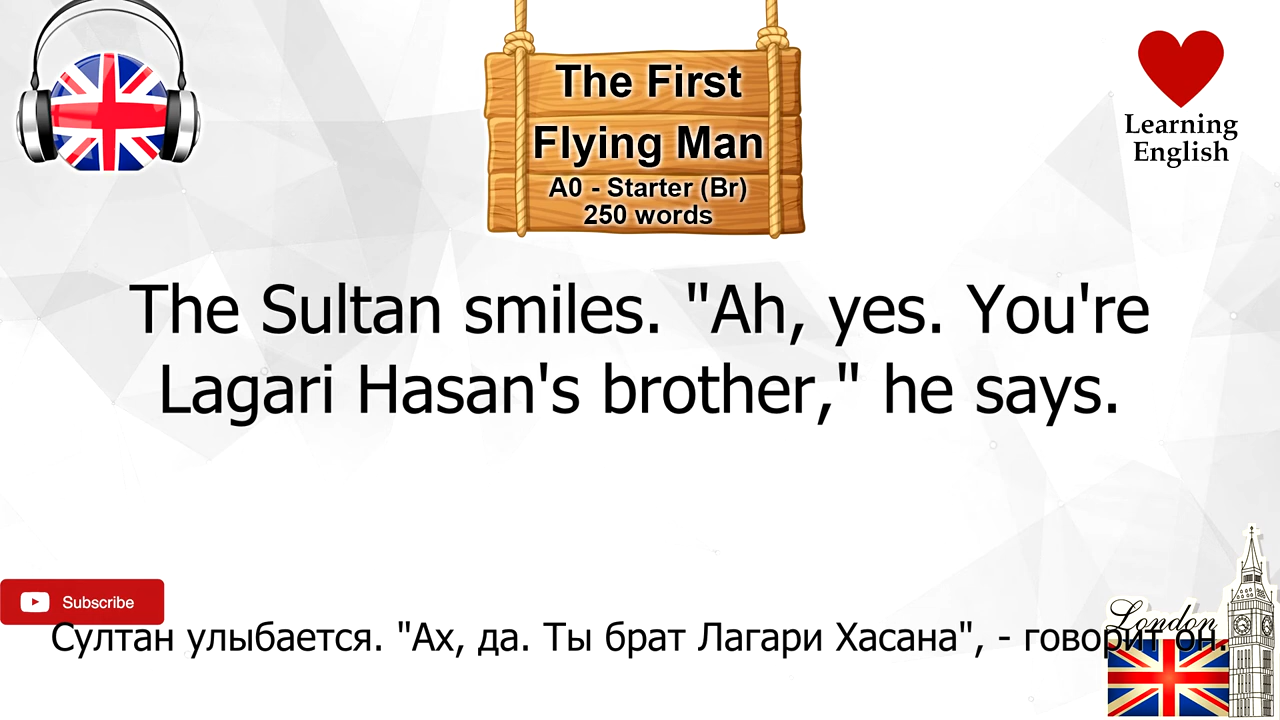 The First
Flying Man
A0 - Starter (Br)
250 words
Learning
English
The Sultan smiles. "Ah, yes. You're
Lagari Hasan's brother," he says.
Subscribe
Султан улыбается. "Ах, да. Ты брат Лагари Хасана", - говорит он.
London